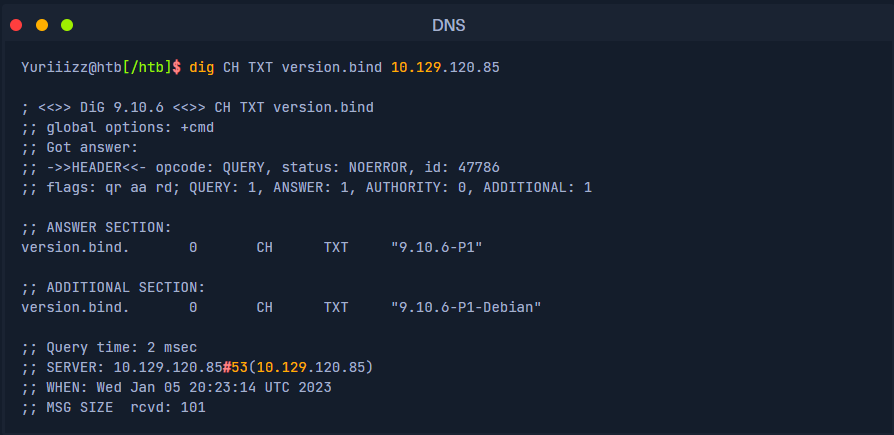 DNS
Yuriiizz@htb[/htb]$ dig CH TXT version.bind 10.129.120.85
; <<>> DiG 9.10.6 <<>> CH TXT version.bind
;; global options: +cmd
;; Got answer:
;; ->>HEADER<<- opcode: QUERY, status: NOERROR, id: 47786
;; flags: qr aa rd; QUERY: 1, ANSWER: 1, AUTHORITY: 0, ADDITIONAL: 1
;; ANSWER SECTION:
version.bind.       0       CH      TXT     "9.10.6-P1"
;; ADDITIONAL SECTION:
version.bind.       0       CH      TXT     "9.10.6-P1-Debian"
;; Query time: 2 msec
;; SERVER: 10.129.120.85#53(10.129.120.85)
;; WHEN: Wed Jan 05 20:23:14 UTC 2023
;; MSG SIZE  rcvd: 101